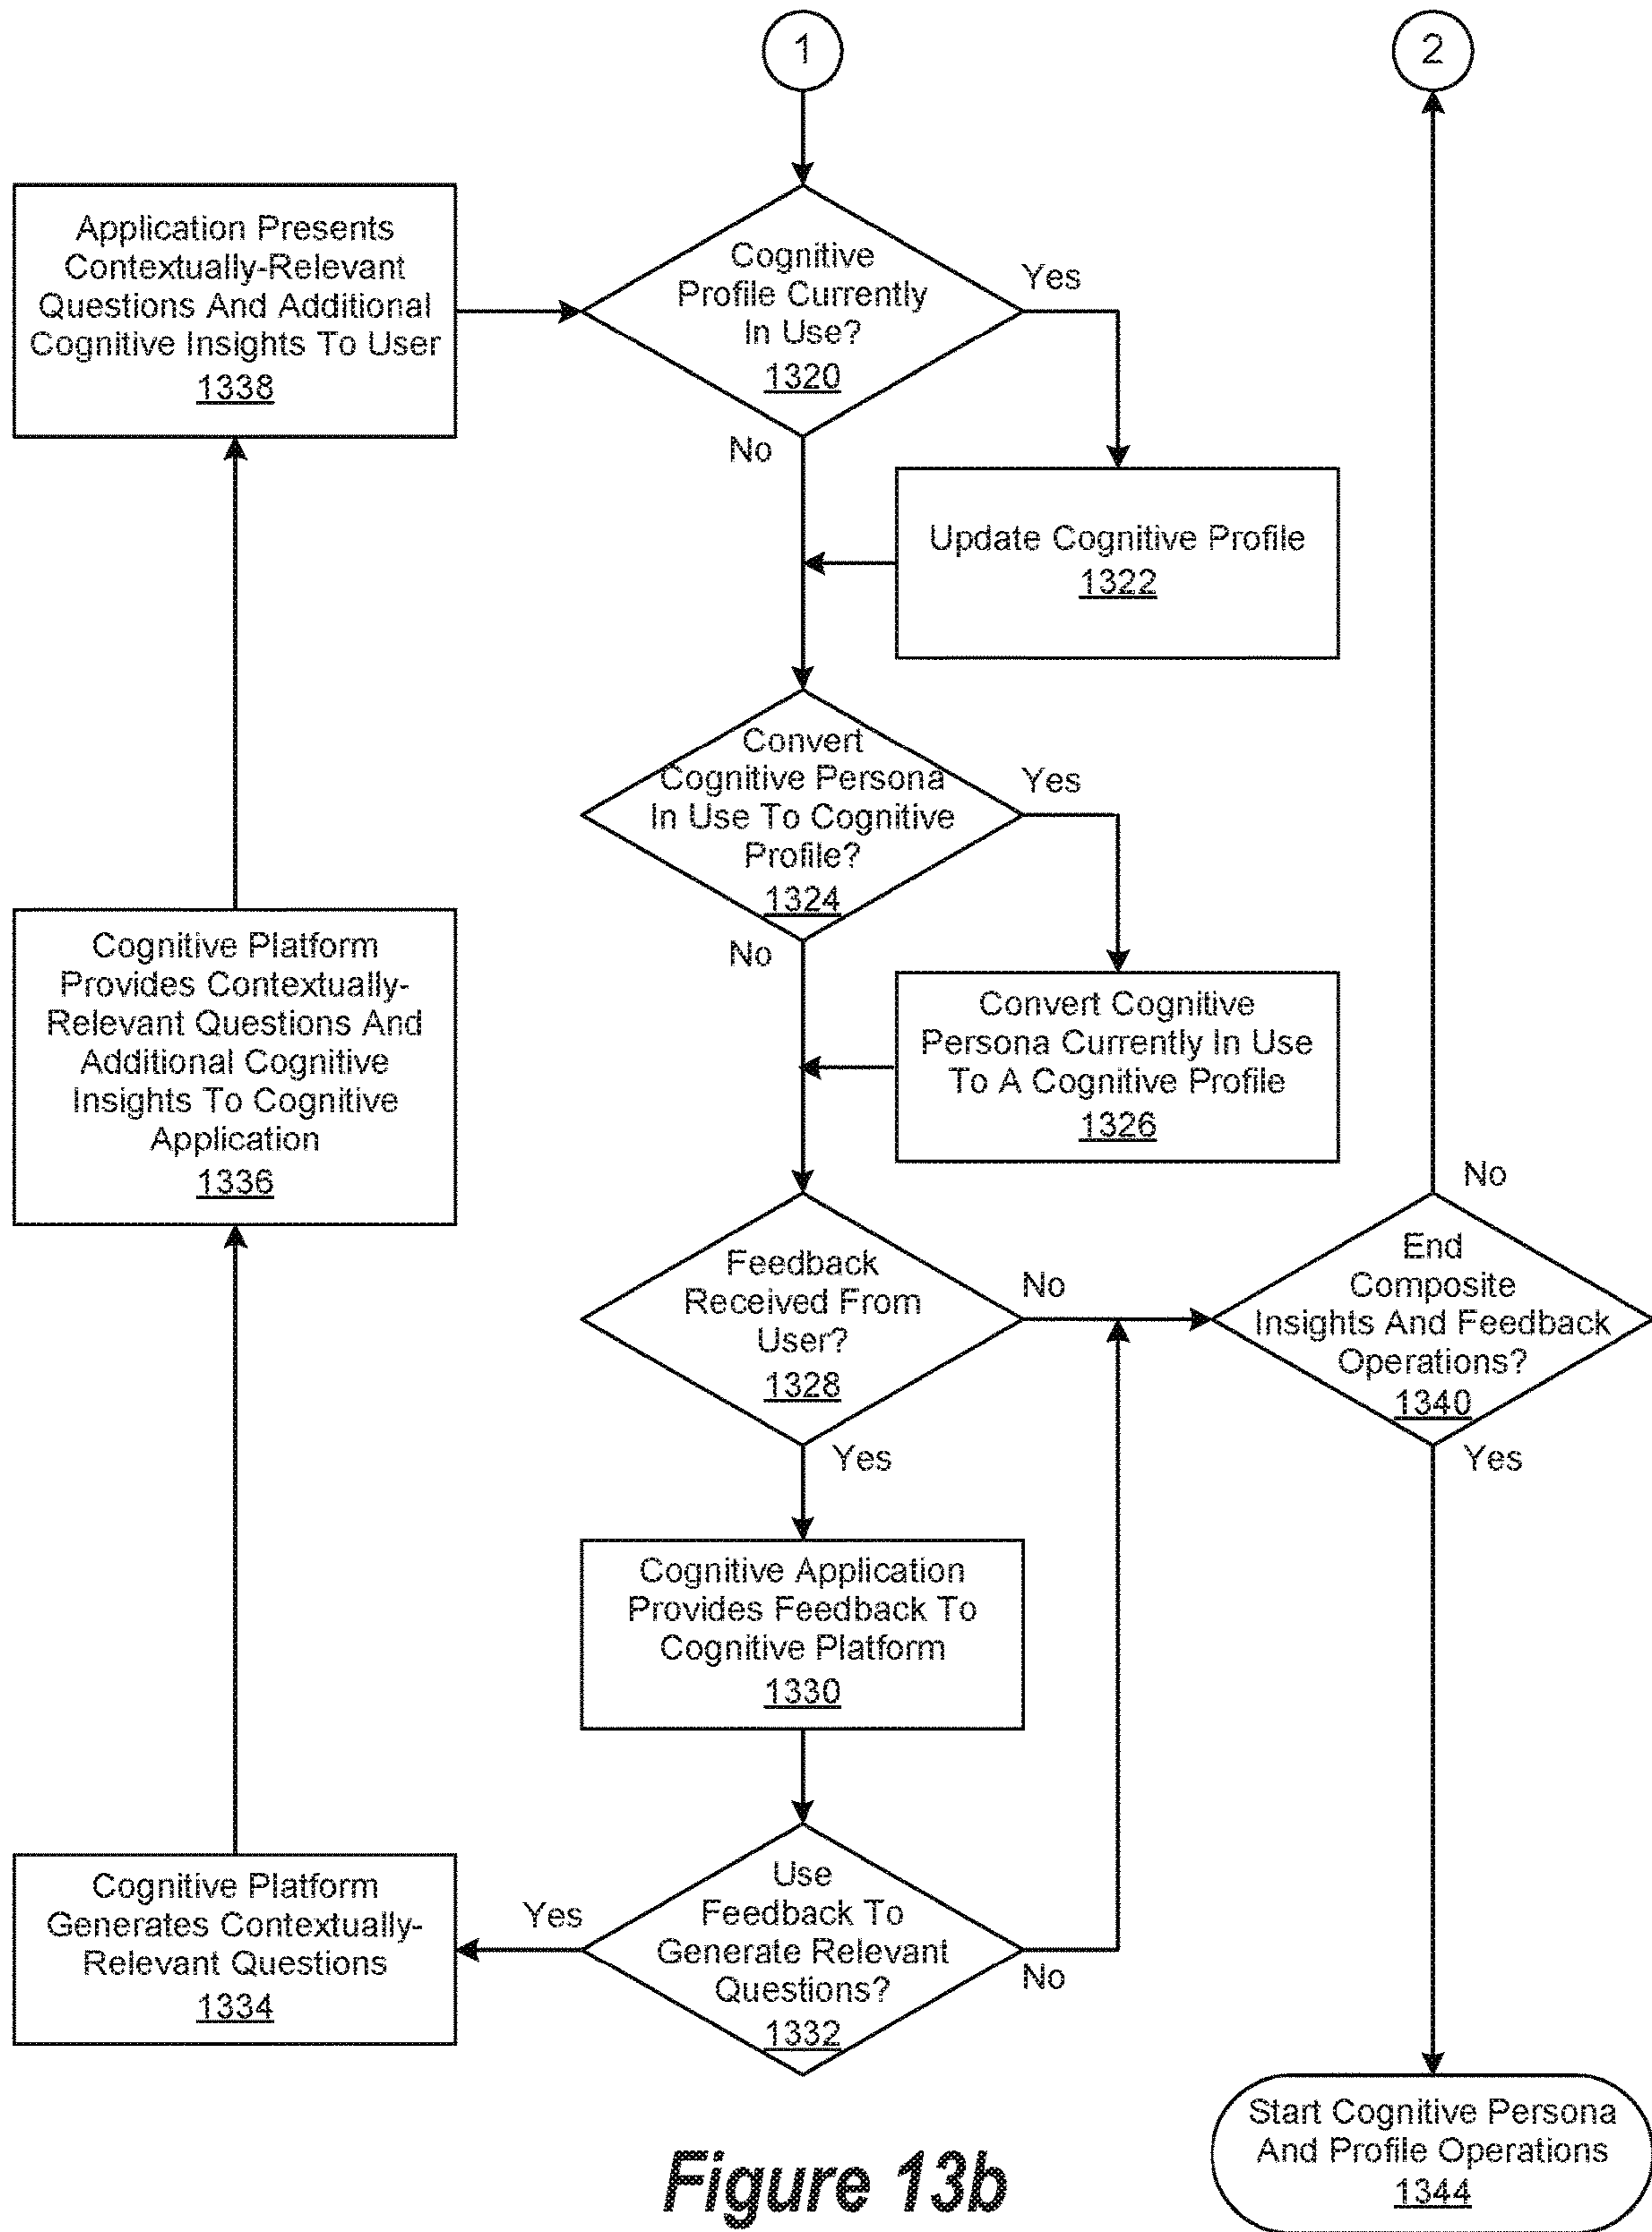 1
2
Application Presents
Contextually-Relevant
Questions And Additional
Cognitive Insights To User
1338
Cognitive
Profile Currently
In Use?
1320
Yes
No
Update Cognitive Profile
1322
Convert
Cognitive Persona
In Use To Cognitive
Profile?
1324
Yes
No
Cognitive Platform
Provides Contextually-
Relevant Questions And
Additional Cognitive
Insights To Cognitive
Application
1336
Convert Cognitive
Persona Currently In Use
To A Cognitive Profile
1326
Feedback
Received From
User?
1328
No
Yes
End
Composite
Insights And Feedback
Operations?
1340
No
Yes
Cognitive Application
Provides Feedback To
Cognitive Platform
1330
Cognitive Platform
Generates Contextually-
Relevant Questions
1334
Yes
Use
Feedback To
Generate Relevant
Questions?
1332
No
Start Cognitive Persona
And Profile Operations
1344
Figure 13b